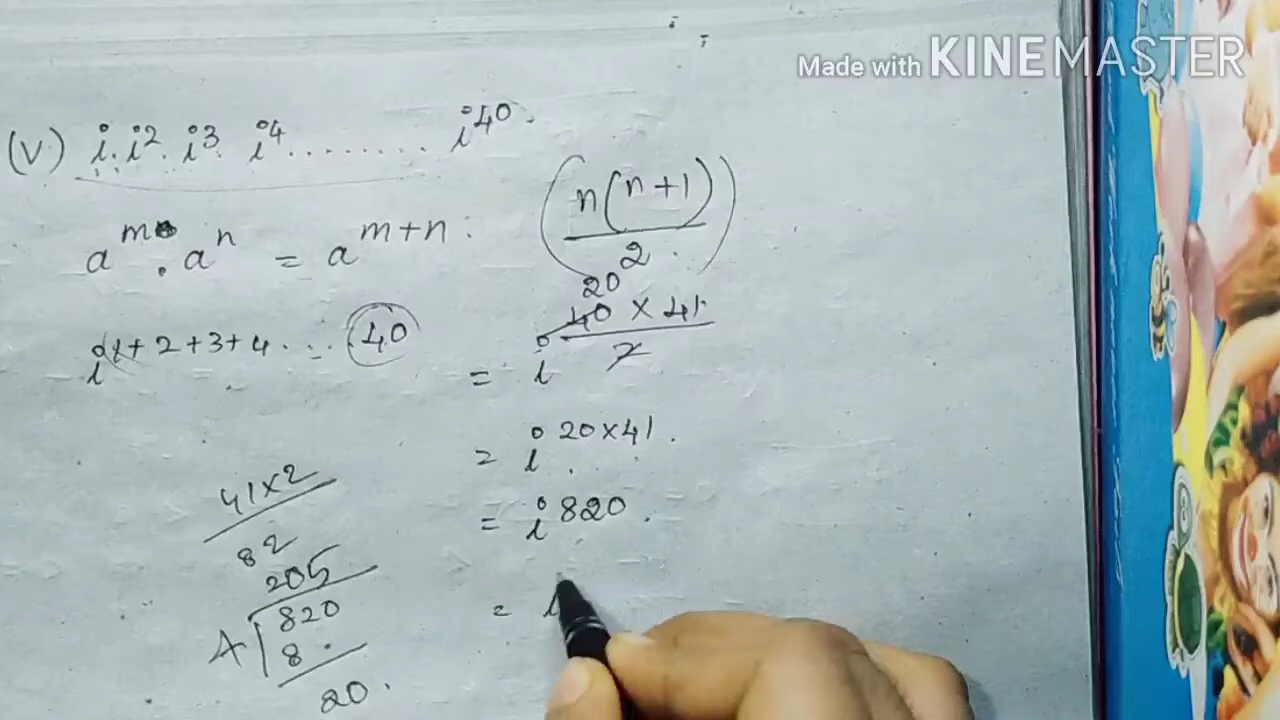 Made with KINEMASTER
(v) i . i² . i³ . i⁴ ........ i⁴⁰ .
a^m . a^n = a^(m+n) :
(n(n+1)/2)
i^(1+2+3+4 ... 40)
20
= i^(40×41/2)
= i^(20×41) .
= i^820 .
= i
41×2
82
205
4 820
8
20 .